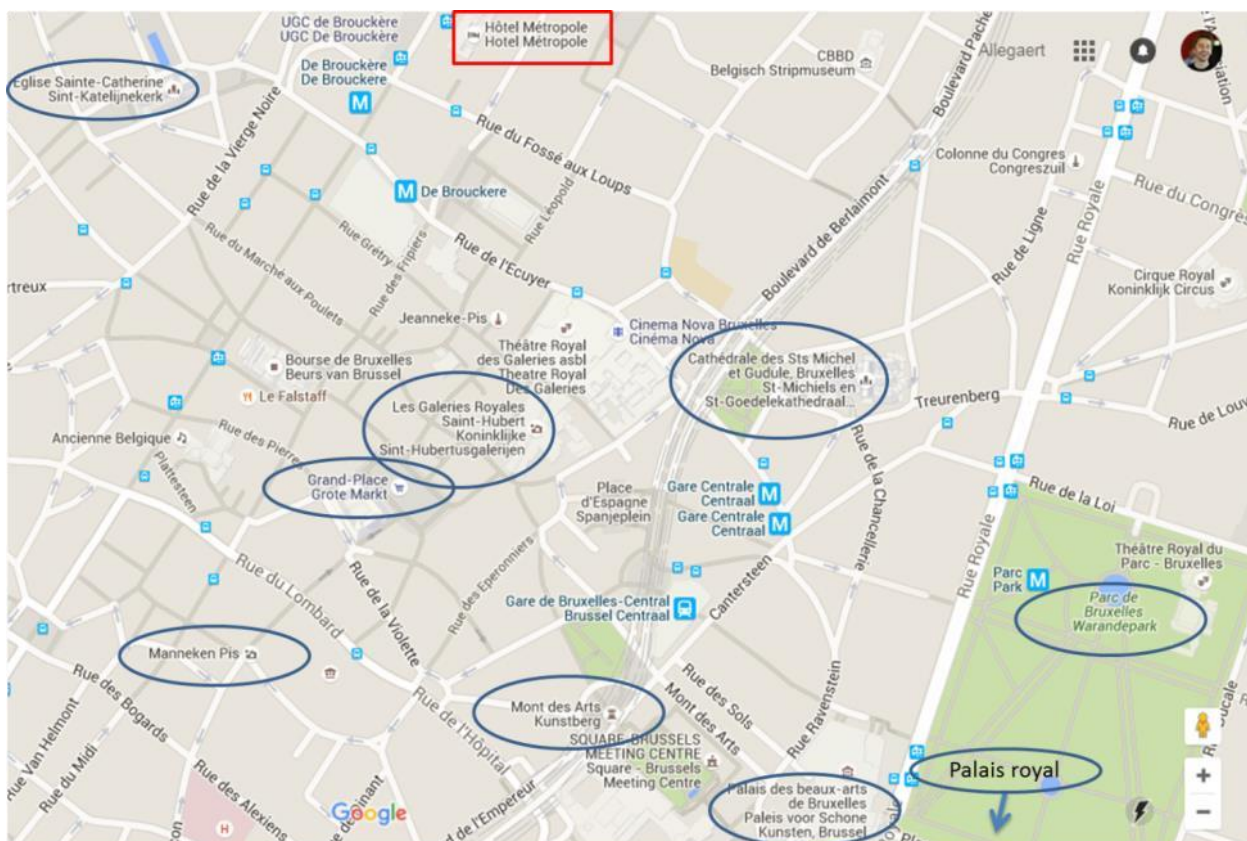 UGC de Brouckère
UGC De Brouckère
Hôtel Métropole
Hotel Métropole
De Brouckère
De Brouckere
CBBD
Belgisch Stripmuseum
Boulevard Pache
Allegaert
Eglise Sainte-Catherine
Sint-Katelijnekerk
Rue de la Vierge Noire
Rue du Fossé aux Loups
Colonne du Congres
Congreszuil
Rue du Congrès
De Brouckere
Rue Léopold
Boulevard de Berlaimont
Rue de Ligne
Rue Royale
Rue Grétry
Rue des Fripiers
Rue de l'Ecuyer
Rue du Marché aux Poulets
Cirque Royal
Koninklijk Circus
rtreux
Jeanneke-Pis
Cinema Nova Bruxelles
Cinéma Nova
Théâtre Royal
des Galeries asbl
Theatre Royal
Des Galeries
Bourse de Bruxelles
Beurs van Brussel
Le Falstaff
Cathédrale des Sts Michel
et Gudule, Bruxelles
St-Michiels en
St-Goedelekathedraal...
Treurenberg
Rue de Louv
Les Galeries Royales
Saint-Hubert
Koninklijke
Sint-Hubertusgalerijen
Ancienne Belgique
Rue des Pierres
Plattesteen
Grand-Place
Grote Markt
Place
d'Espagne
Spanjeplein
Gare Centrale
Centraal
Gare Centrale
Centraal
Rue de la Chancellerie
Rue de la Loi
Rue Royale
Théâtre Royal du
Parc - Bruxelles
Parc
Park
Parc de
Bruxelles
Warandepark
Rue du Lombard
Rue de la Violette
Rue des Eperonniers
Cantersteen
Gare de Bruxelles-Central
Brussel Centraal
Manneken Pis
Rue des Bogards
Rue de l'Hôpital
Mont des Arts
Kunstberg
Mont des Arts
Rue des Sols
Rue Ravenstein
Rue Van Helmont
Rue du Midi
Rue des Alexiens
SQUARE-BRUSSELS
MEETING CENTRE
Square - Brussels
Meeting Centre
Palais royal
Palais des beaux-arts
de Bruxelles
Paleis voor Schone
Kunsten, Brussel
Google
d de l'Empereur